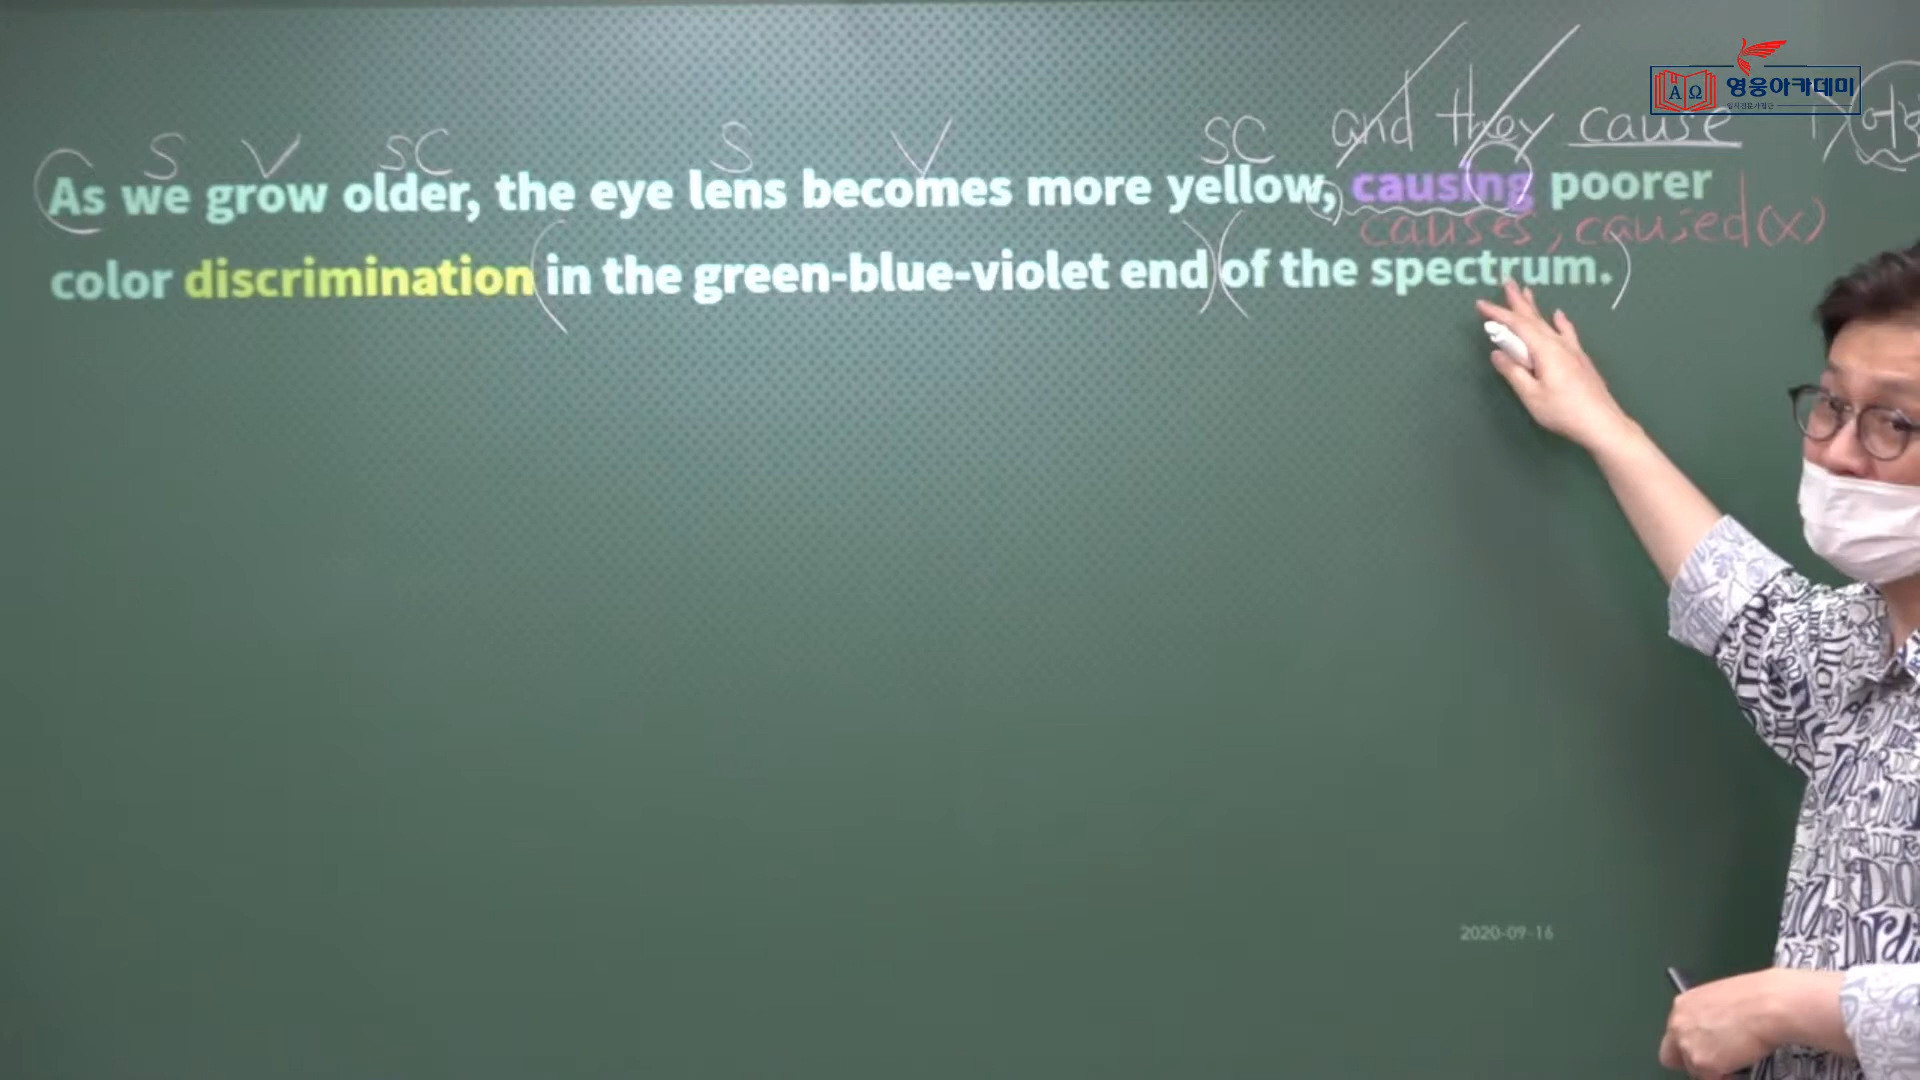 영웅아카데미
and they cause 1)
S V SC S V SC
As we grow older, the eye lens becomes more yellow, causing poorer
causes, caused(x)
color discrimination in the green-blue-violet end of the spectrum.
2020-09-16